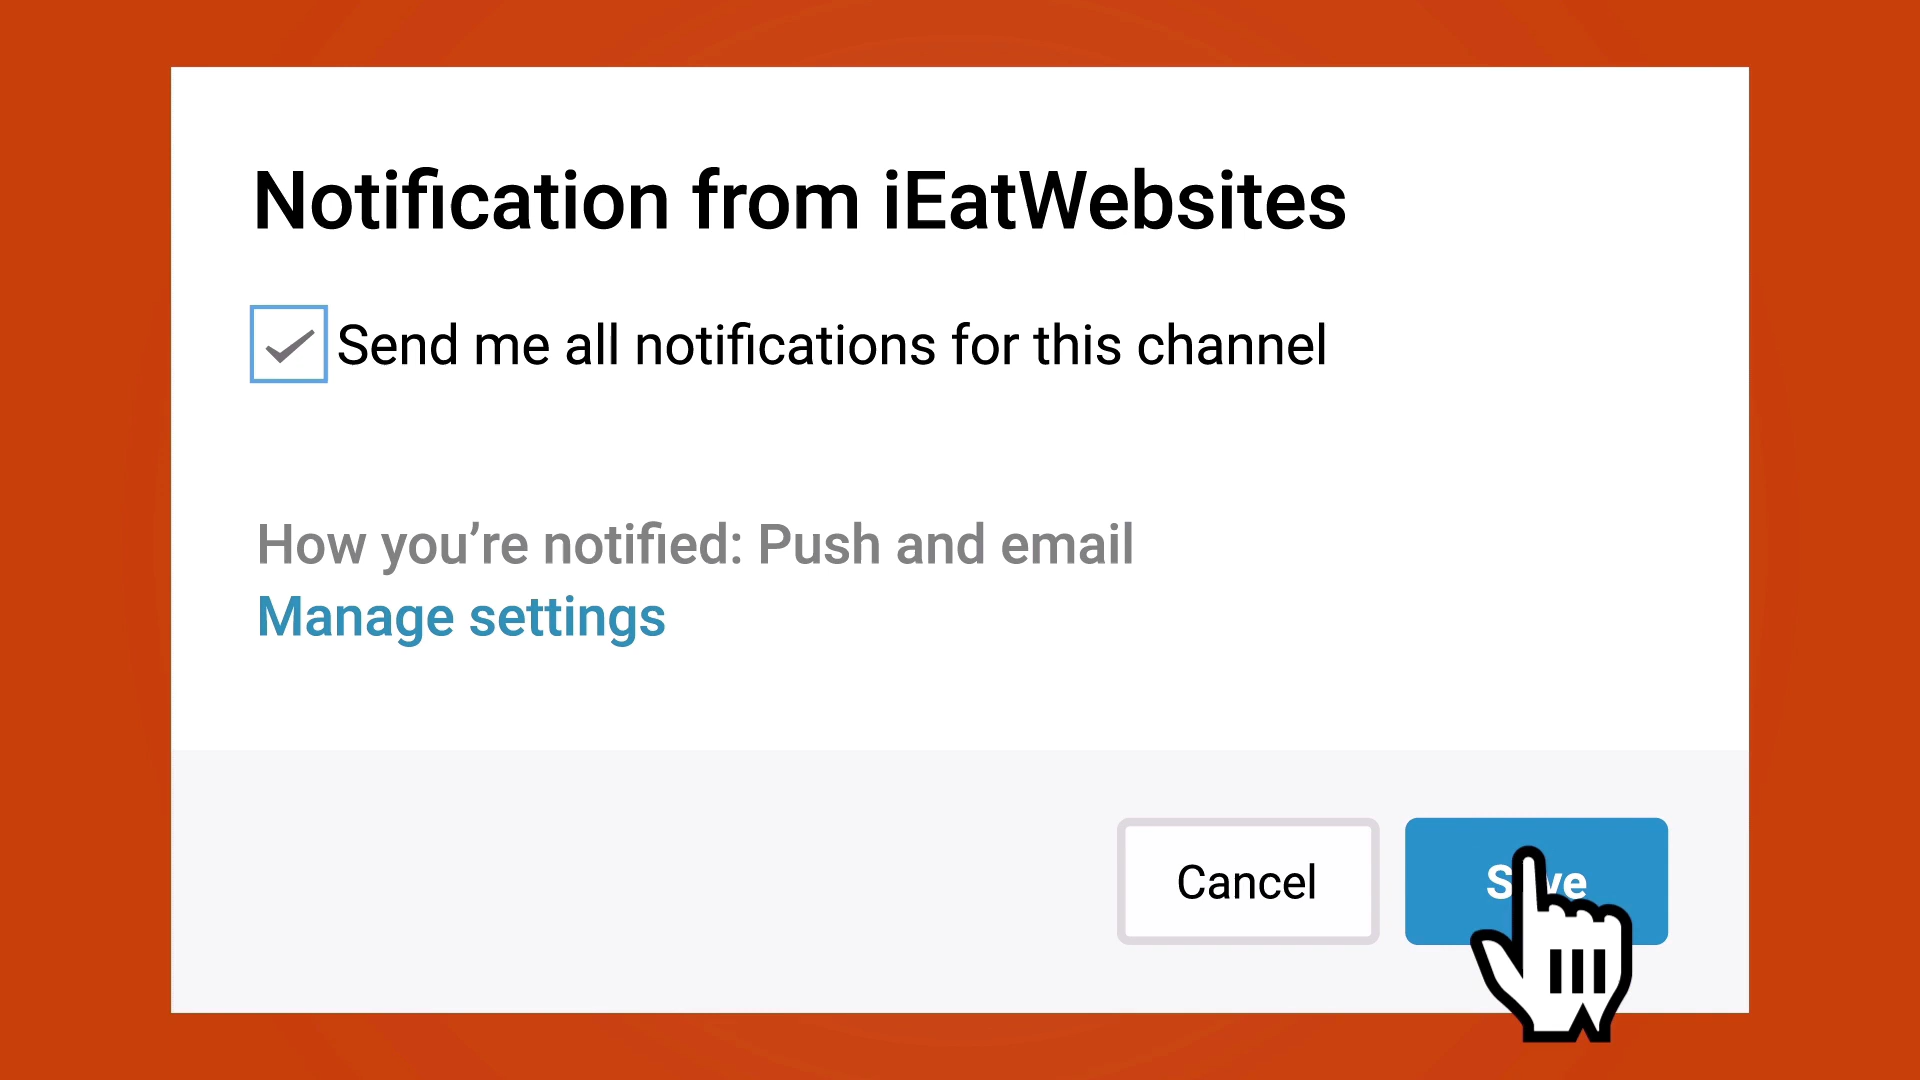 Notification from iEatWebsites
Send me all notifications for this channel
How you’re notified: Push and email
Manage settings
Cancel